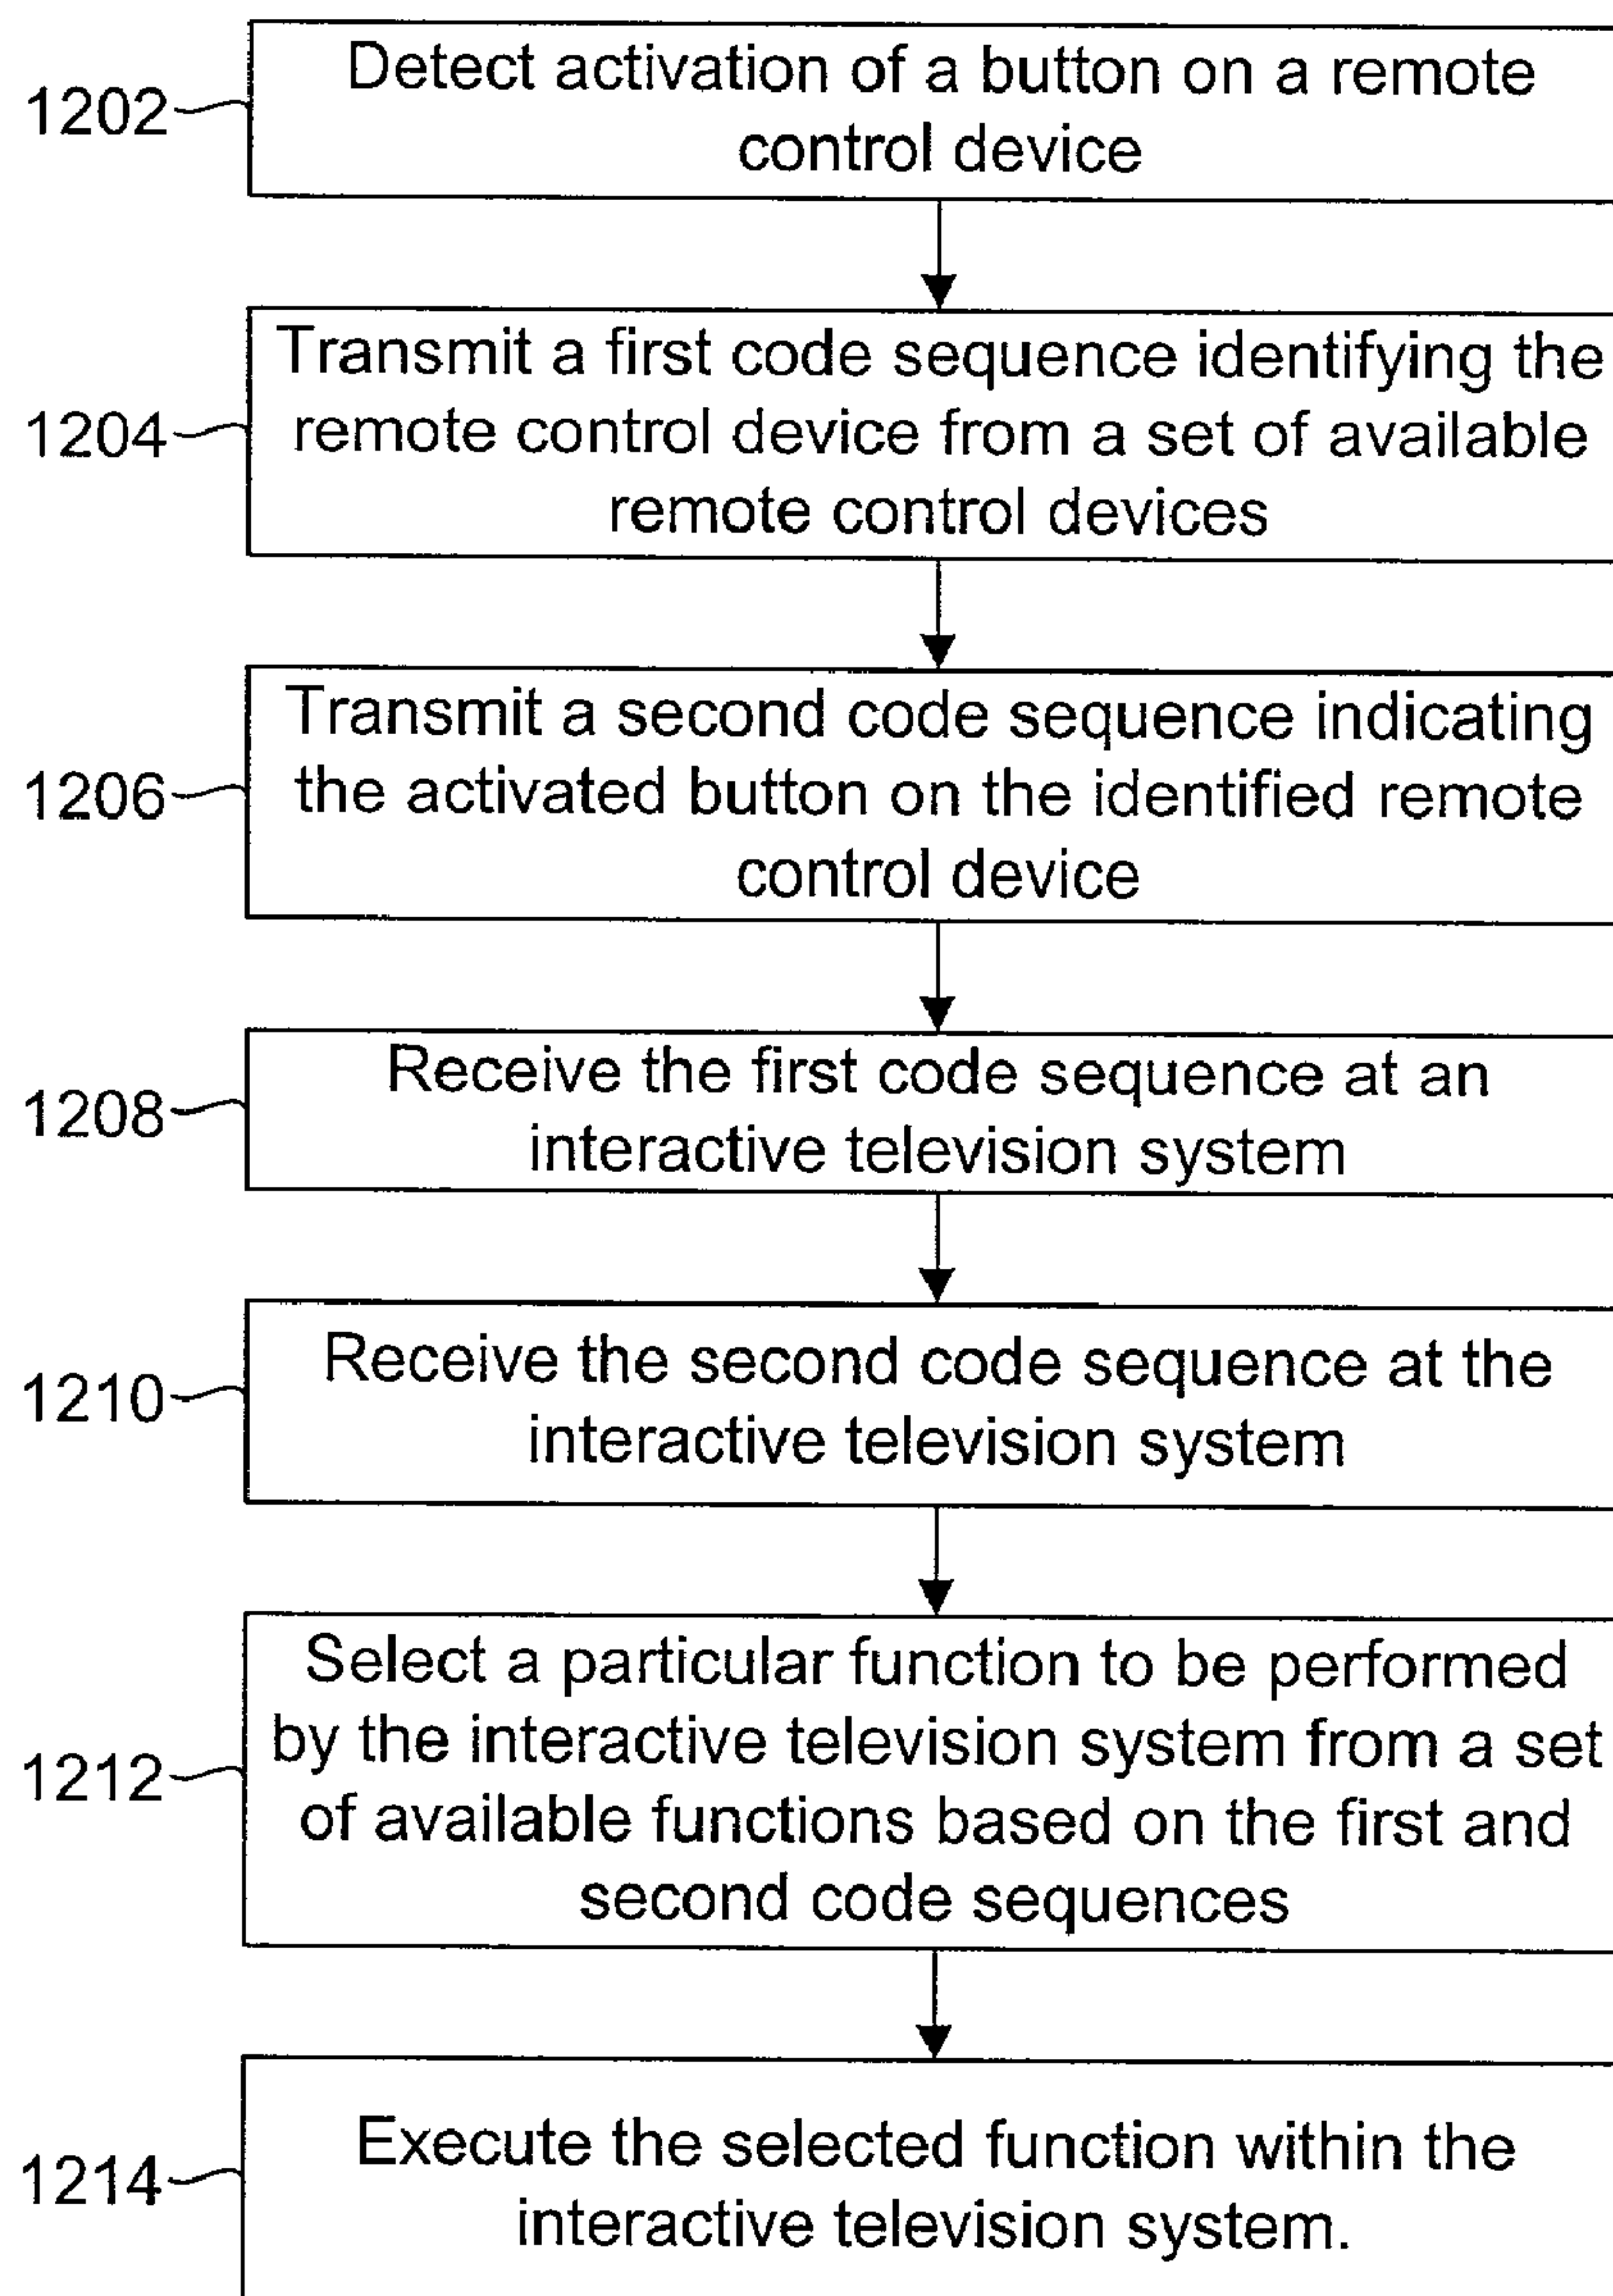 Detect activation of a button on a remote
1202
control device
Transmit a first code sequence identifying the
1204
remote control device from a set of available
remote control devices
Transmit a second code sequence indicating
1206
the activated button on the identified remote
control device
Receive the first code sequence at an
1208
interactive television system
Receive the second code sequence at the
1210
interactive television system
Select a particular function to be performed
by the interactive television system from a set
1212
of available functions based on the first and
second code sequences
Execute the selected function within the
1214
interactive television system.